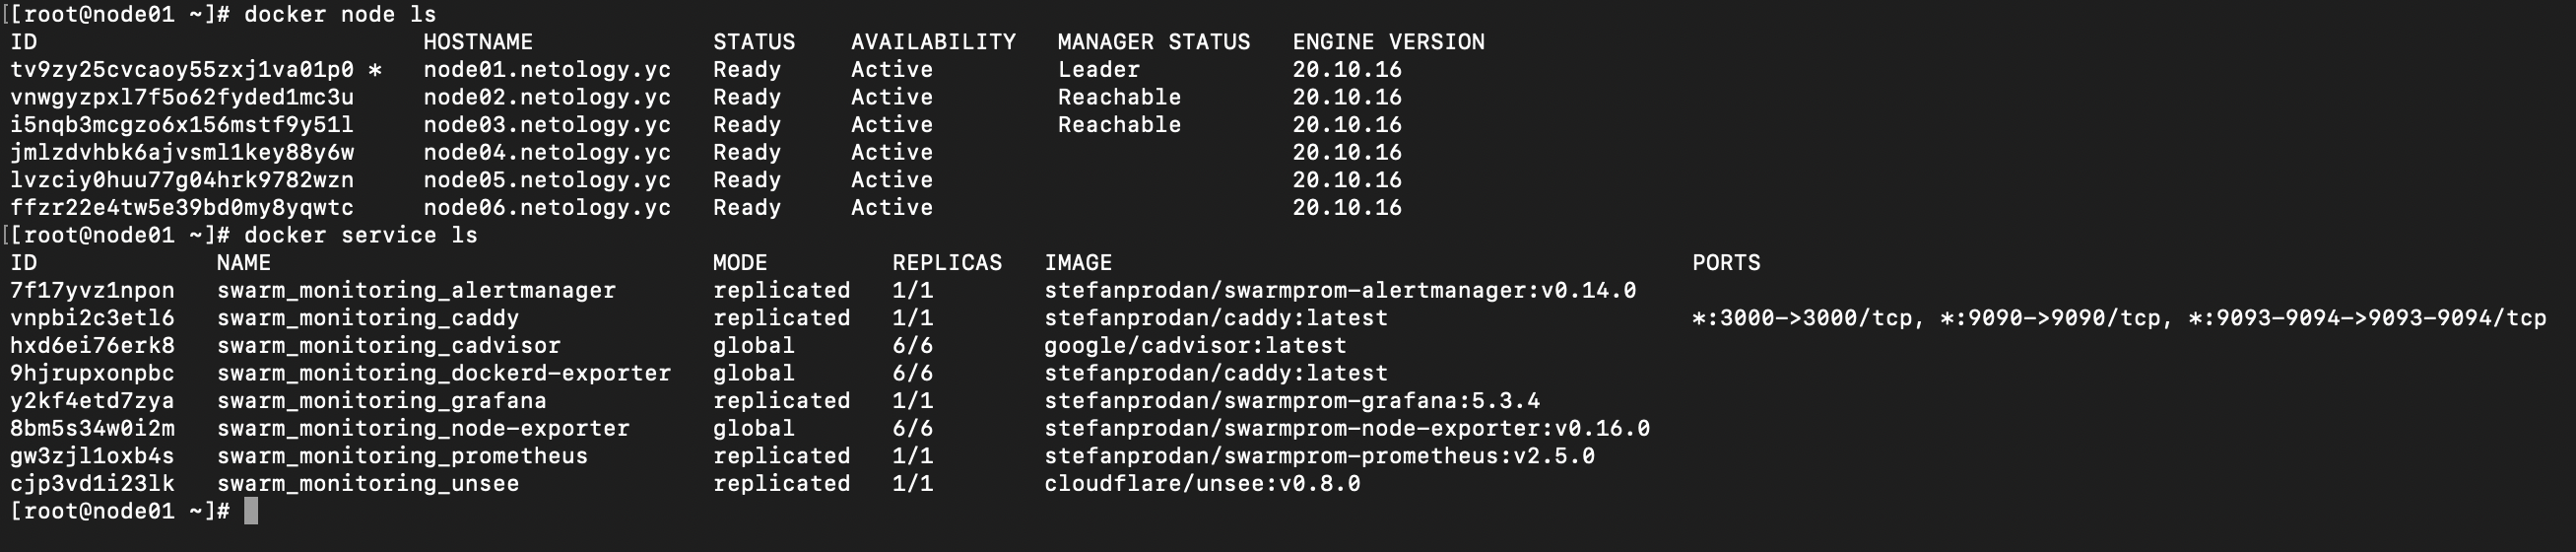 [[root@node01 ~]# docker node ls
ID                            HOSTNAME           STATUS    AVAILABILITY   MANAGER STATUS   ENGINE VERSION
tv9zy25cvcaoy55zxj1va01p0 *   node01.netology.yc   Ready     Active         Leader           20.10.16
vnwgyzpxl7f5o62fyded1mc3u     node02.netology.yc   Ready     Active         Reachable        20.10.16
i5nqb3mcgzo6x156mstf9y51l     node03.netology.yc   Ready     Active         Reachable        20.10.16
jmlzdvhbk6ajvsml1key88y6w     node04.netology.yc   Ready     Active                          20.10.16
lvzciy0huu77g04hrk9782wzn     node05.netology.yc   Ready     Active                          20.10.16
ffzr22e4tw5e39bd0my8yqwtc     node06.netology.yc   Ready     Active                          20.10.16
[[root@node01 ~]# docker service ls
ID             NAME                                MODE         REPLICAS   IMAGE                                          PORTS
7f17yvz1npon   swarm_monitoring_alertmanager       replicated   1/1        stefanprodan/swarmprom-alertmanager:v0.14.0
vnpbi2c3etl6   swarm_monitoring_caddy              replicated   1/1        stefanprodan/caddy:latest                      *:3000->3000/tcp, *:9090->9090/tcp, *:9093-9094->9093-9094/tcp
hxd6ei76erk8   swarm_monitoring_cadvisor           global       6/6        google/cadvisor:latest
9hjrupxonpbc   swarm_monitoring_dockerd-exporter   global       6/6        stefanprodan/caddy:latest
y2kf4etd7zya   swarm_monitoring_grafana            replicated   1/1        stefanprodan/swarmprom-grafana:5.3.4
8bm5s34w0i2m   swarm_monitoring_node-exporter      global       6/6        stefanprodan/swarmprom-node-exporter:v0.16.0
gw3zjl1oxb4s   swarm_monitoring_prometheus         replicated   1/1        stefanprodan/swarmprom-prometheus:v2.5.0
cjp3vd1i23lk   swarm_monitoring_unsee              replicated   1/1        cloudflare/unsee:v0.8.0
[root@node01 ~]#